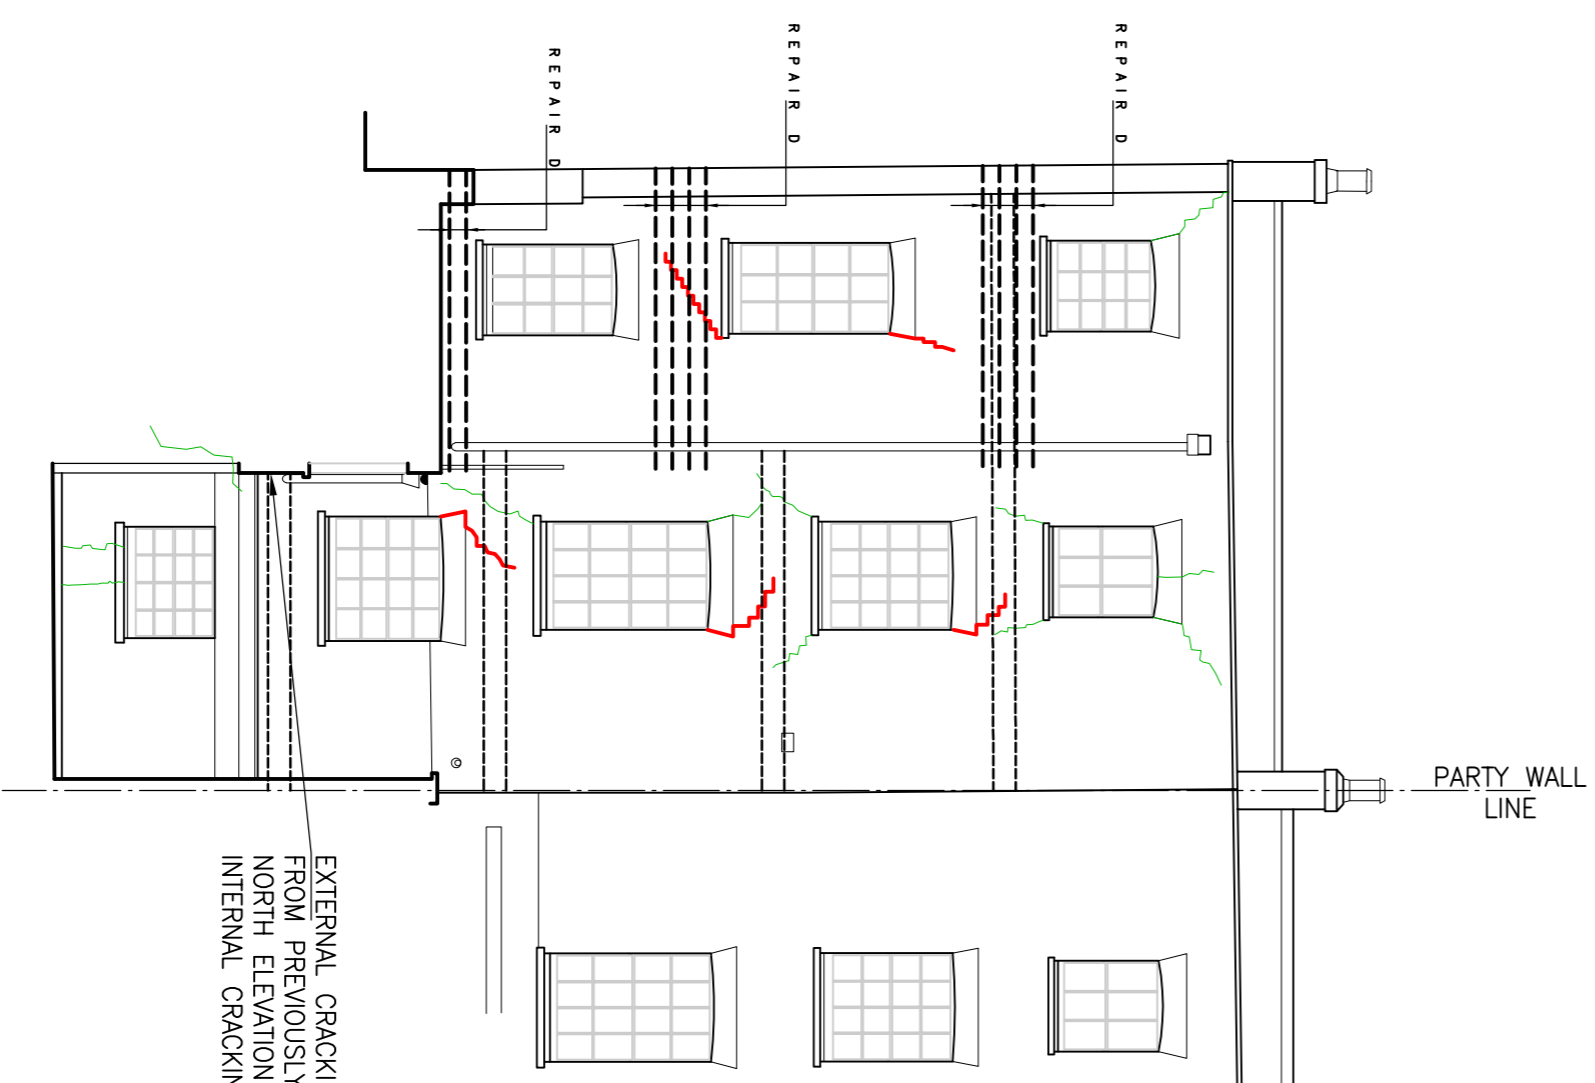 REPAIR D
REPAIR D
REPAIR D
PARTY WALL
LINE
EXTERNAL CRACKI
FROM PREVIOUSLY
NORTH ELEVATION
INTERNAL CRACKIN